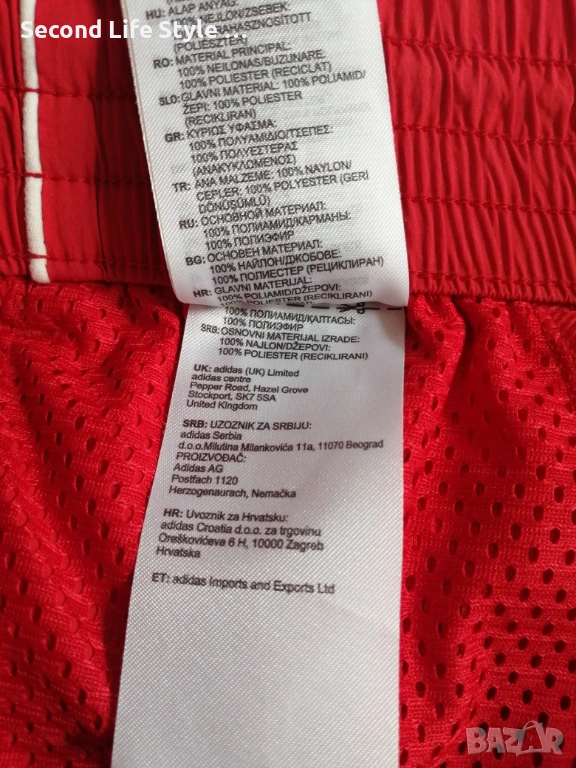 Second Life Style ...
HU: ALAP ANYAG:
100% NEJLON/ZSEBEK:
ÚJRAHASZNOSÍTOTT
(POLIÉSZTER)
RO: MATERIAL PRINCIPAL:
100% NEILONAS/BUZUNARE:
100% POLIESTER (RECICLAT)
SLO: GLAVNI MATERIAL: 100% POLIAMID/
ŽEPI: 100% POLIESTER
(RECIKLIRAN)
GR: ΚΥΡΙΩΣ ΥΦΑΣΜΑ:
100% ΠΟΛΥΑΜΙΔΙΟ/ΤΣΕΠΕΣ:
100% ΠΟΛΥΕΣΤΕΡΑΣ
(ΑΝΑΚΥΚΛΩΜΕΝΟΣ)
TR: ANA MALZEME: 100% NAYLON/
CEPLER: 100% POLYESTER (GERİ
DÖNÜŞÜMLÜ)
RU: ОСНОВНОЙ МАТЕРИАЛ:
100% ПОЛИАМИД/КАРМАНЫ:
100% ПОЛИЭФИР
BG: ОСНОВЕН МАТЕРИАЛ:
100% НАЙЛОН/ДЖОБОВЕ:
100% ПОЛИЕСТЕР (РЕЦИКЛИРАН)
HR: GLAVNI MATERIJAL:
100% POLIAMID/DŽEPOVI:
100% POLIESTER (RECIKLIRANI)
100% ПОЛИАМИД/ҚАЛТАСЫ:
100% ПОЛИЭФИР
SRB: OSNOVNI MATERIJAL IZRADE:
100% NAJLON/DŽEPOVI:
100% POLIESTER (RECIKLIRANI)
UK: adidas (UK) Limited
adidas centre
Pepper Road, Hazel Grove
Stockport, SK7 5SA
United Kingdom
SRB: UZOZNIK ZA SRBIJU:
adidas Serbia
d.o.o.Milutina Milankovića 11a, 11070 Beograd
PROIZVOĐAČ:
Adidas AG
Postfach 1120
Herzogenaurach, Nemačka
HR: Uvoznik za Hrvatsku:
adidas Croatia d.o.o. za trgovinu
Oreškovićeva 6 H, 10000 Zagreb
Hrvatska
ET: adidas Imports and Exports Ltd
BAZAR